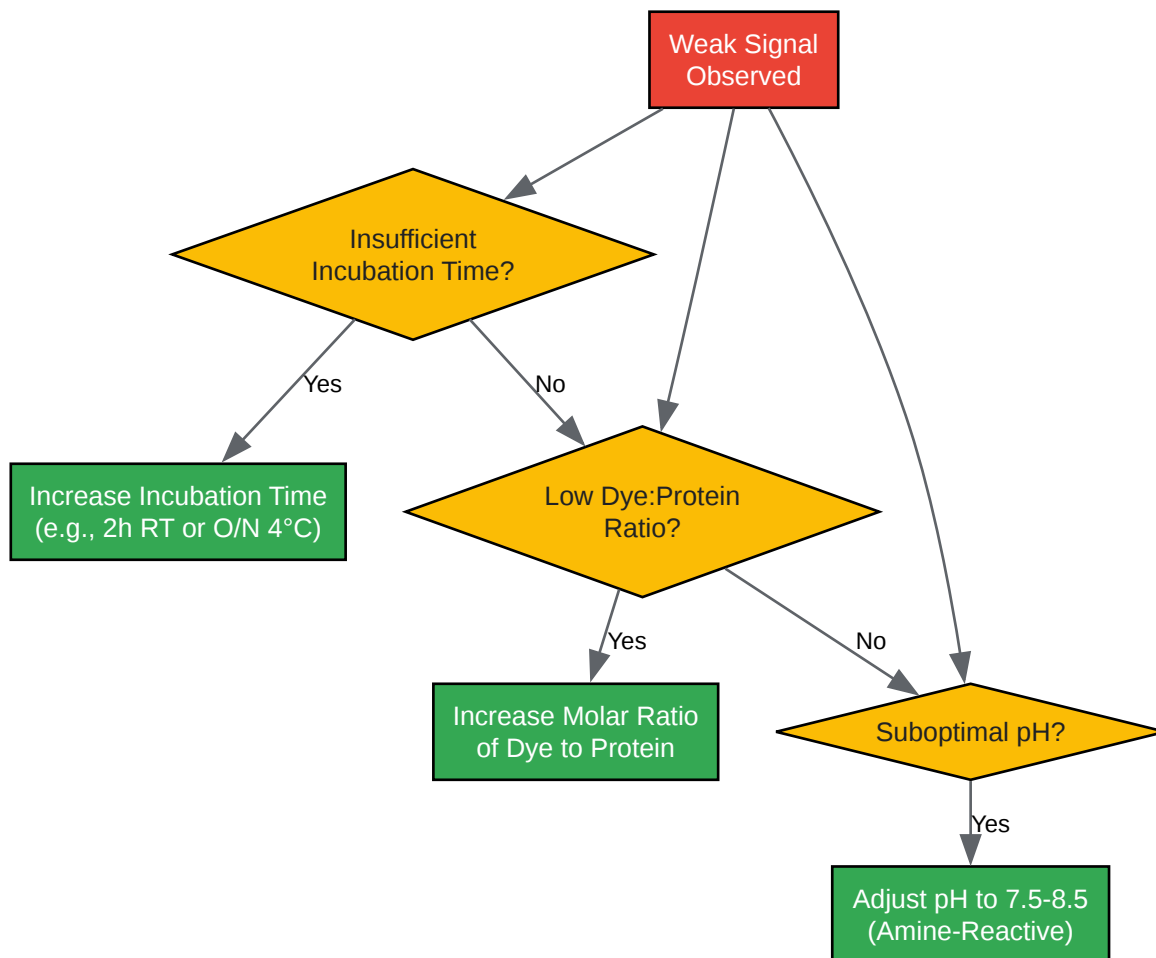 Weak Signal
Observed
Insufficient
Incubation Time?
Yes
No
Increase Incubation Time
(e.g., 2h RT or O/N 4°C)
Low Dye:Protein
Ratio?
Yes
No
Increase Molar Ratio
of Dye to Protein
Suboptimal pH?
Yes
Adjust pH to 7.5-8.5
(Amine-Reactive)